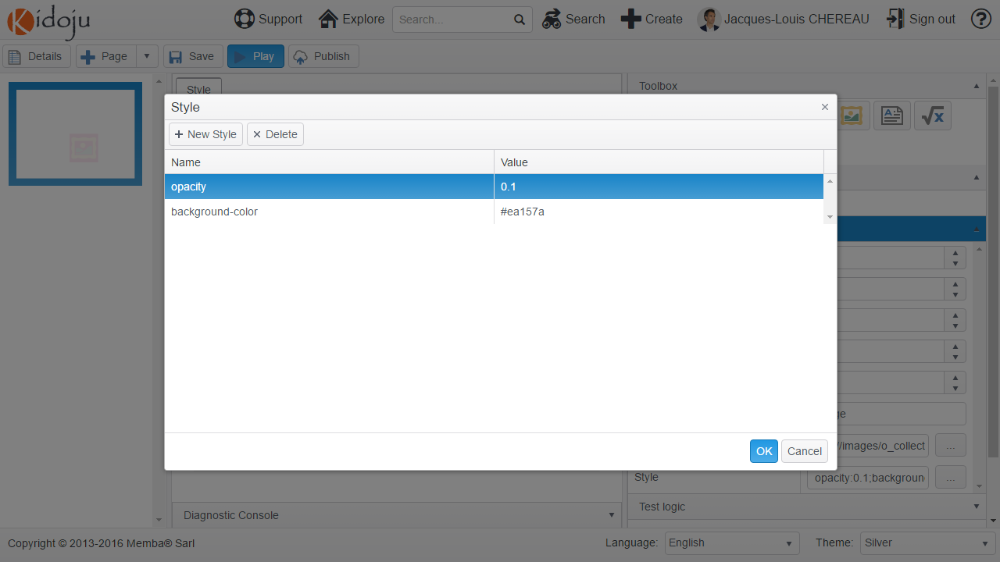 Kidoju
Support
Explore
Search...
Search
Create
Jacques-Louis CHEREAU
Sign out
?
Details
Page
Save
Play
Publish
Style
Toolbox
Style
×
+ New Style
× Delete
Name
Value
opacity
0.1
background-color
#ea157a
√x
ge
//images/o_collect
...
OK
Cancel
Style
opacity:0.1;backgroun
...
Diagnostic Console
Test logic
Copyright © 2013-2016 Memba® Sarl
Language:
English
Theme:
Silver